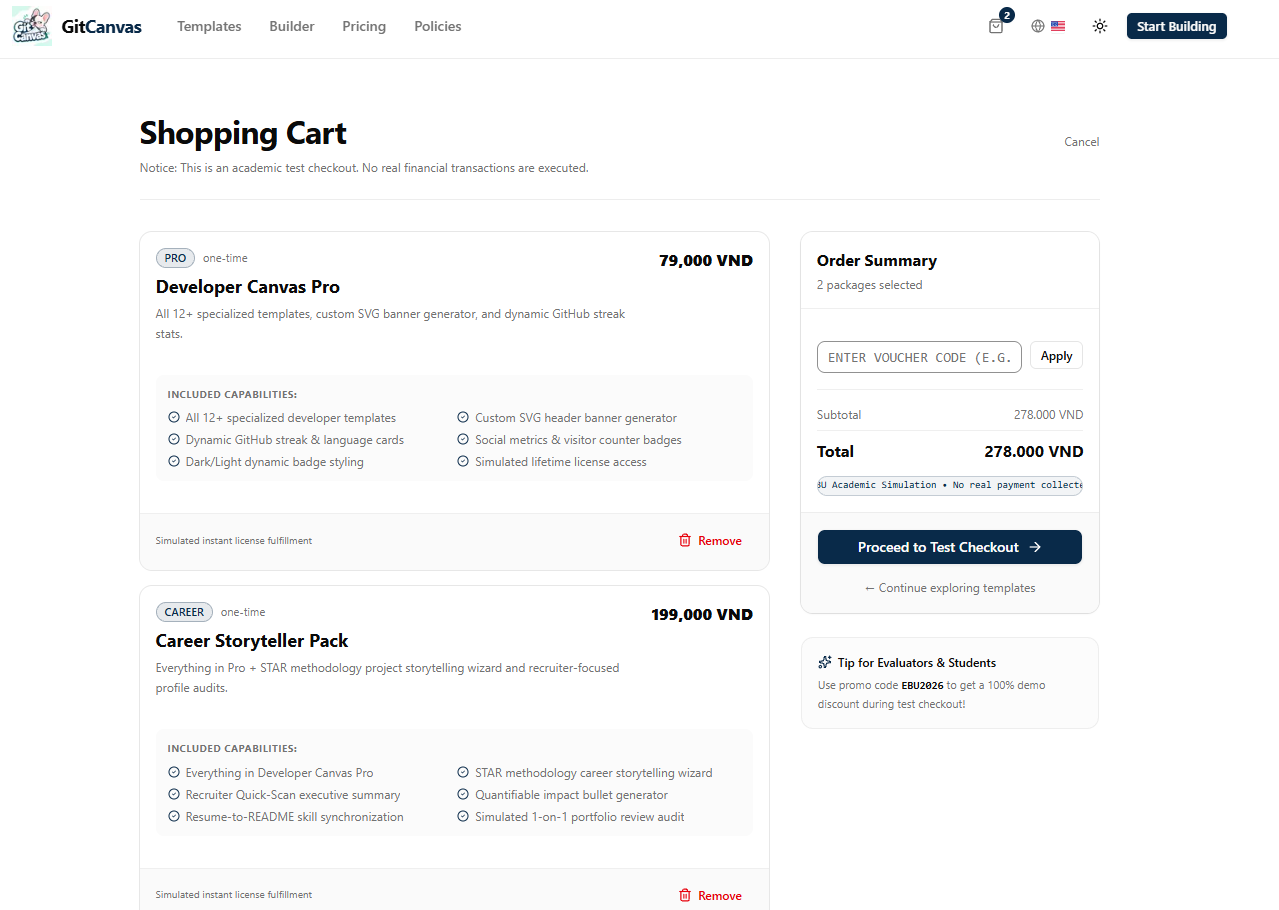 Git Canvas
GitCanvas
Templates
Builder
Pricing
Policies
2
Start Building
Shopping Cart
Cancel
Notice: This is an academic test checkout. No real financial transactions are executed.
PRO
one-time
79,000 VND
Developer Canvas Pro
All 12+ specialized templates, custom SVG banner generator, and dynamic GitHub streak
stats.
INCLUDED CAPABILITIES:
All 12+ specialized developer templates
Custom SVG header banner generator
Dynamic GitHub streak & language cards
Social metrics & visitor counter badges
Dark/Light dynamic badge styling
Simulated lifetime license access
Simulated instant license fulfillment
Remove
CAREER
one-time
199,000 VND
Career Storyteller Pack
Everything in Pro + STAR methodology project storytelling wizard and recruiter-focused
profile audits.
INCLUDED CAPABILITIES:
Everything in Developer Canvas Pro
STAR methodology career storytelling wizard
Recruiter Quick-Scan executive summary
Quantifiable impact bullet generator
Resume-to-README skill synchronization
Simulated 1-on-1 portfolio review audit
Simulated instant license fulfillment
Remove
Order Summary
2 packages selected
ENTER VOUCHER CODE (E.G.
Apply
Subtotal
278.000 VND
Total
278.000 VND
BU Academic Simulation • No real payment collecte
Proceed to Test Checkout →
← Continue exploring templates
Tip for Evaluators & Students
Use promo code EBU2026 to get a 100% demo
discount during test checkout!